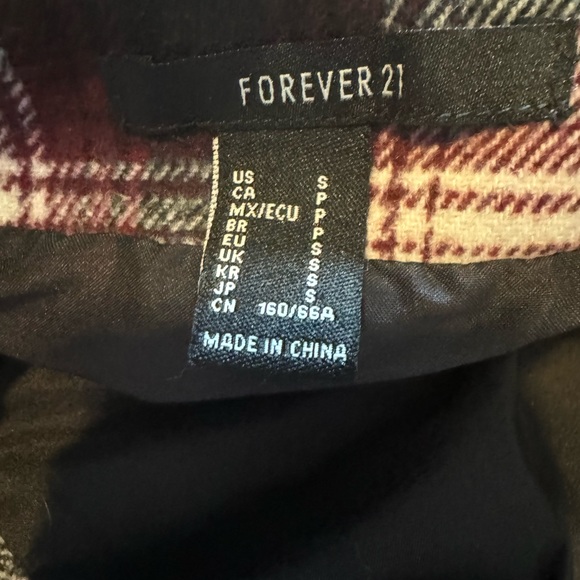 FOREVER 21
US S
CA P
MX/ECU P
BR P
EU S
UK S
KR S
JP S
CN 160/66A
MADE IN CHINA